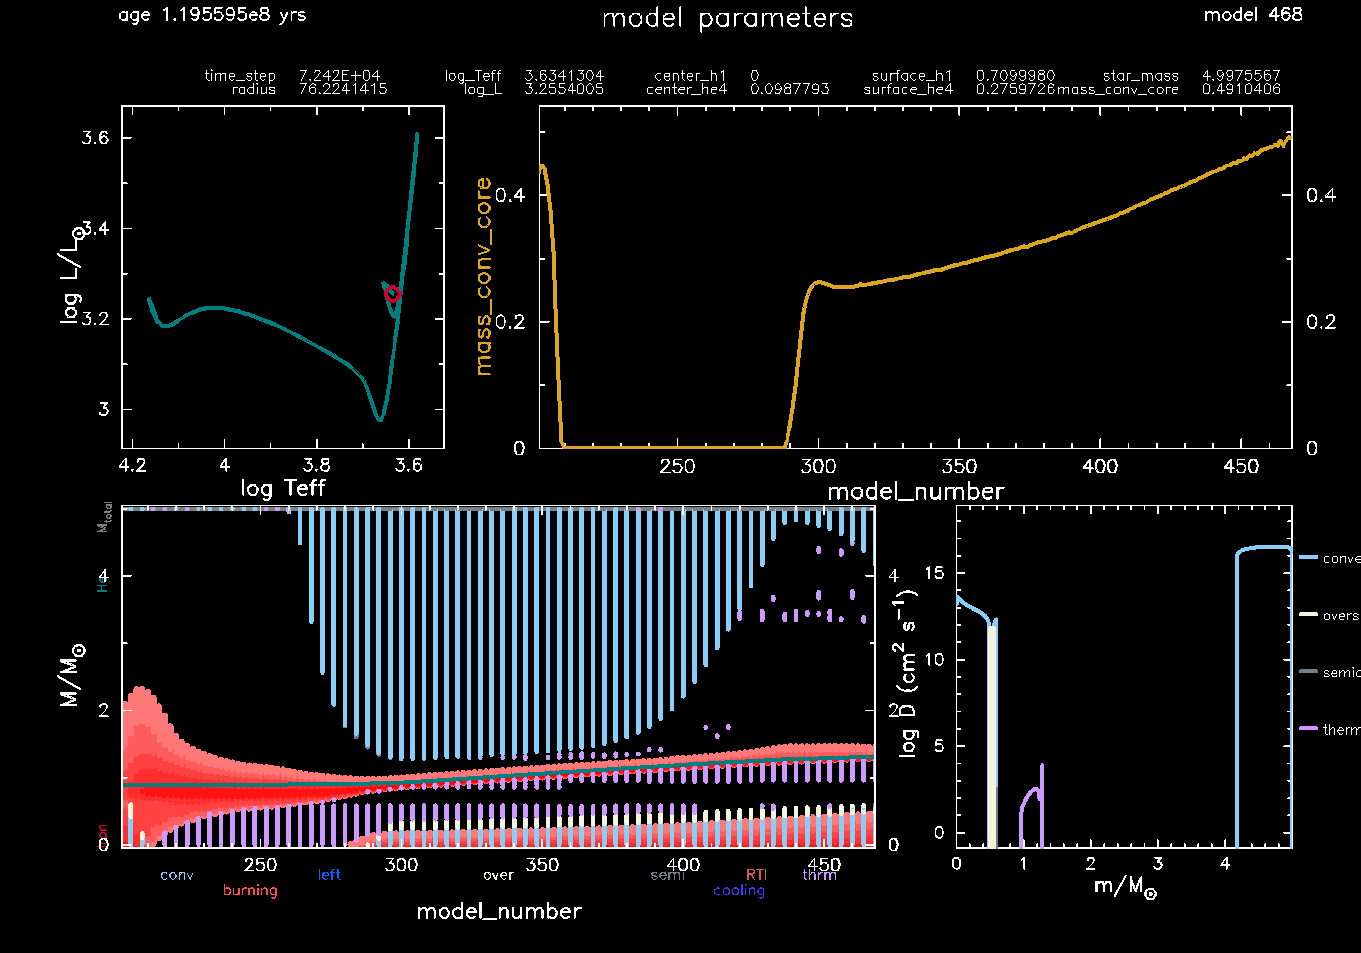 age 1.195595e8 yrs model parameters model 468
time_step 7.242E+04 log_Teff 3.6341304 center_h1 0 surface_h1 0.7099980 star_mass 4.9975567
radius 76.2241415 log_L 3.2554005 center_he4 0.0987793 surface_he4 0.2759726 mass_conv_core 0.4910406
log L/L☉
3.6
3.4
3.2
3
4.2 4 3.8 3.6
log Teff
mass_conv_core
0.4 0.4
0.2 0.2
0 0
250 300 350 400 450
model_number
M/M☉
Mtotal
He
4 4
2 2
0 0
250 300 350 400 450
conv left over semi RTI thrm
burning cooling
model_number
log D (cm² s⁻¹)
15
10
5
0
0 1 2 3 4
m/M☉
conve
overs
semic
therm